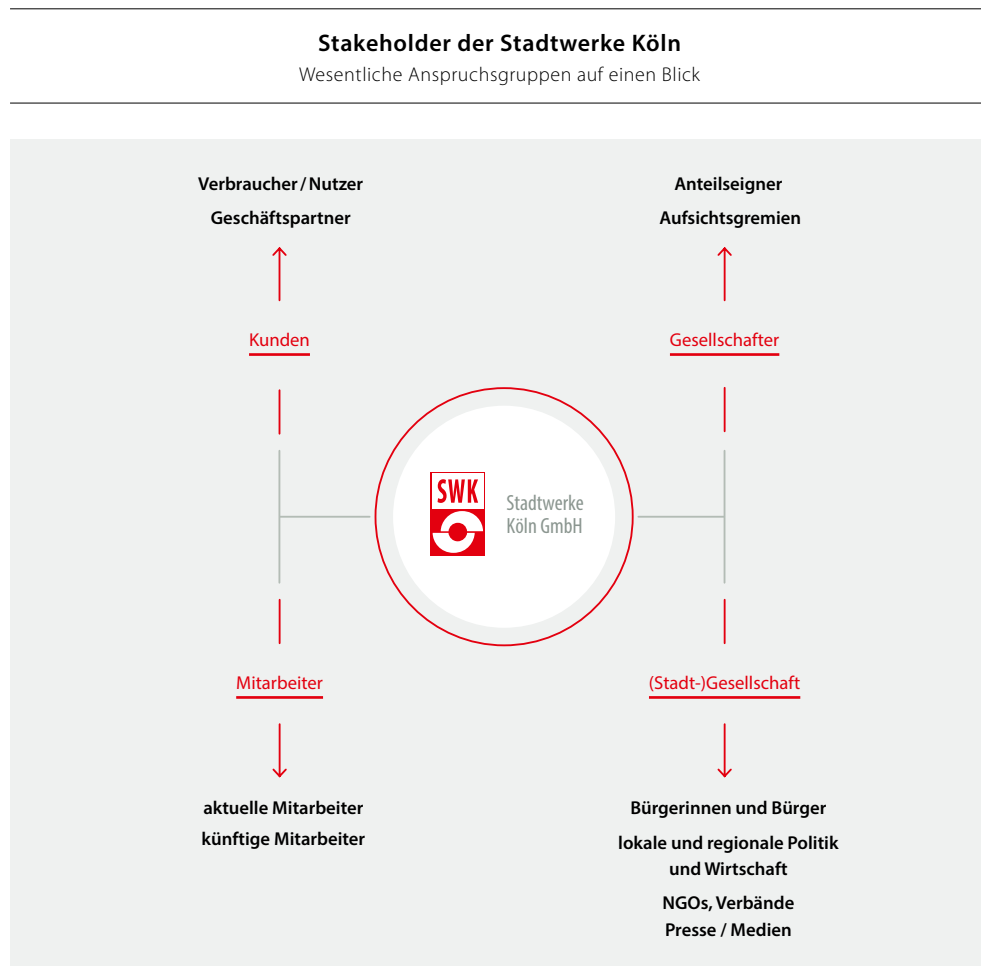 Stakeholder der Stadtwerke Köln
Wesentliche Anspruchsgruppen auf einen Blick
Verbraucher / Nutzer
Geschäftspartner
Kunden
Anteilseigner
Aufsichtsgremien
Gesellschafter
SWK
Stadtwerke
Köln GmbH
Mitarbeiter
aktuelle Mitarbeiter
künftige Mitarbeiter
(Stadt-)Gesellschaft
Bürgerinnen und Bürger
lokale und regionale Politik
und Wirtschaft
NGOs, Verbände
Presse / Medien